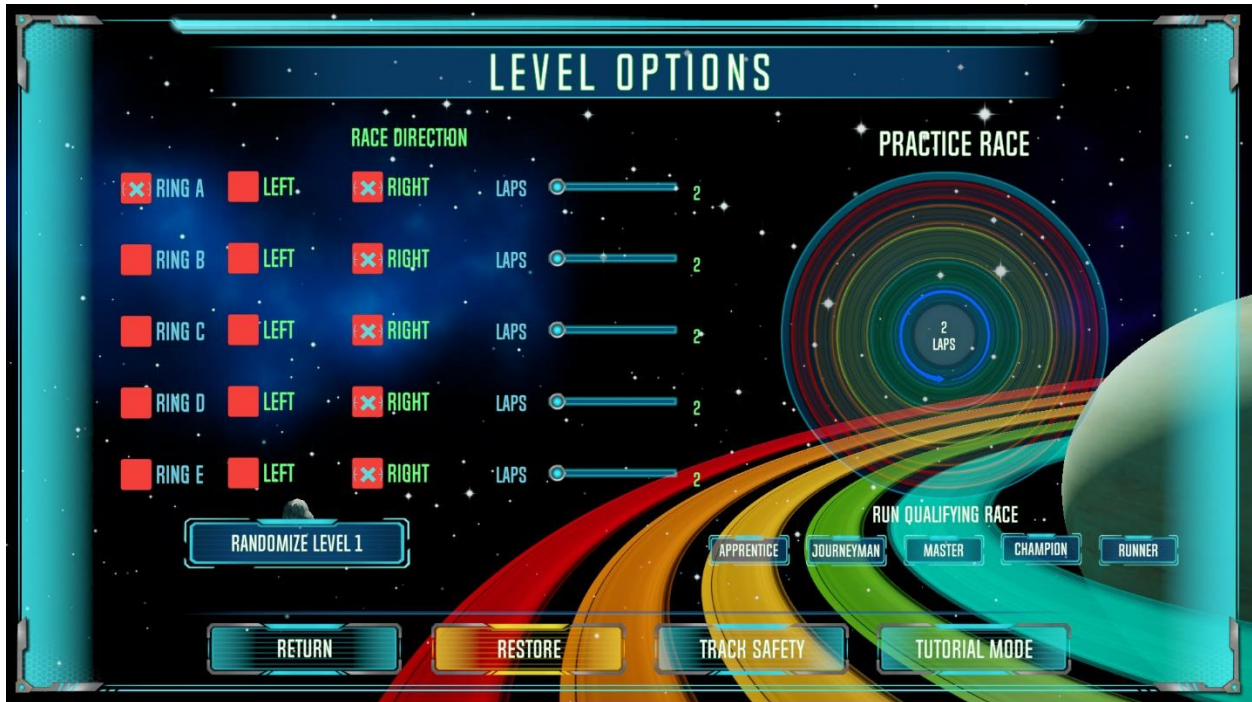 LEVEL OPTIONS
RACE DIRECTION
PRACTICE RACE
RING A LEFT RIGHT LAPS 2
RING B LEFT RIGHT LAPS 2
RING C LEFT RIGHT LAPS 2
RING D LEFT RIGHT LAPS 2
RING E LEFT RIGHT LAPS 2
2
LAPS
RANDOMIZE LEVEL 1
RUN QUALIFYING RACE
APPRENTICE JOURNEYMAN MASTER CHAMPION RUNNER
RETURN RESTORE TRACK SAFETY TUTORIAL MODE